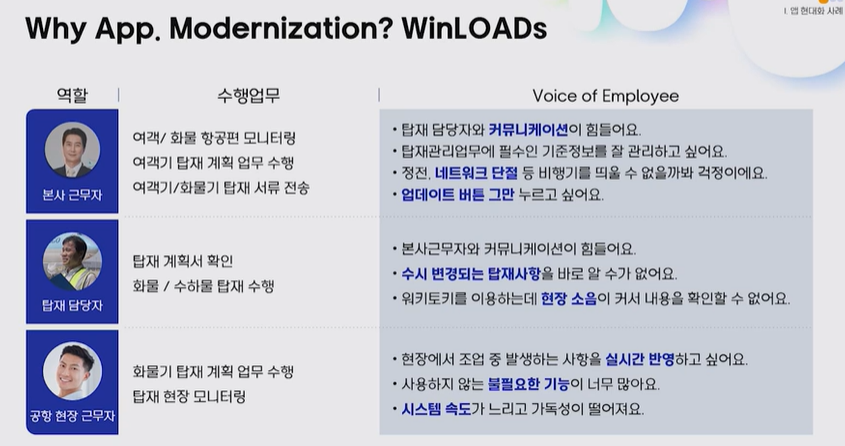 I. 앱 현대화 사례
Why App. Modernization? WinLOADs
역할
수행업무
Voice of Employee
본사 근무자
여객/ 화물 항공편 모니터링
여객기 탑재 계획 업무 수행
여객기/화물기 탑재 서류 전송
• 탑재 담당자와 커뮤니케이션이 힘들어요.
• 탑재관리업무에 필수인 기준정보를 잘 관리하고 싶어요.
• 정전, 네트워크 단절 등 비행기를 띄울 수 없을까봐 걱정이에요.
• 업데이트 버튼 그만 누르고 싶어요.
탑재 담당자
탑재 계획서 확인
화물 / 수하물 탑재 수행
• 본사근무자와 커뮤니케이션이 힘들어요.
• 수시 변경되는 탑재사항을 바로 알 수가 없어요.
• 워키토키를 이용하는데 현장 소음이 커서 내용을 확인할 수 없어요.
공항 현장 근무자
화물기 탑재 계획 업무 수행
탑재 현장 모니터링
• 현장에서 조업 중 발생하는 사항을 실시간 반영하고 싶어요.
• 사용하지 않는 불필요한 기능이 너무 많아요.
• 시스템 속도가 느리고 가독성이 떨어져요.